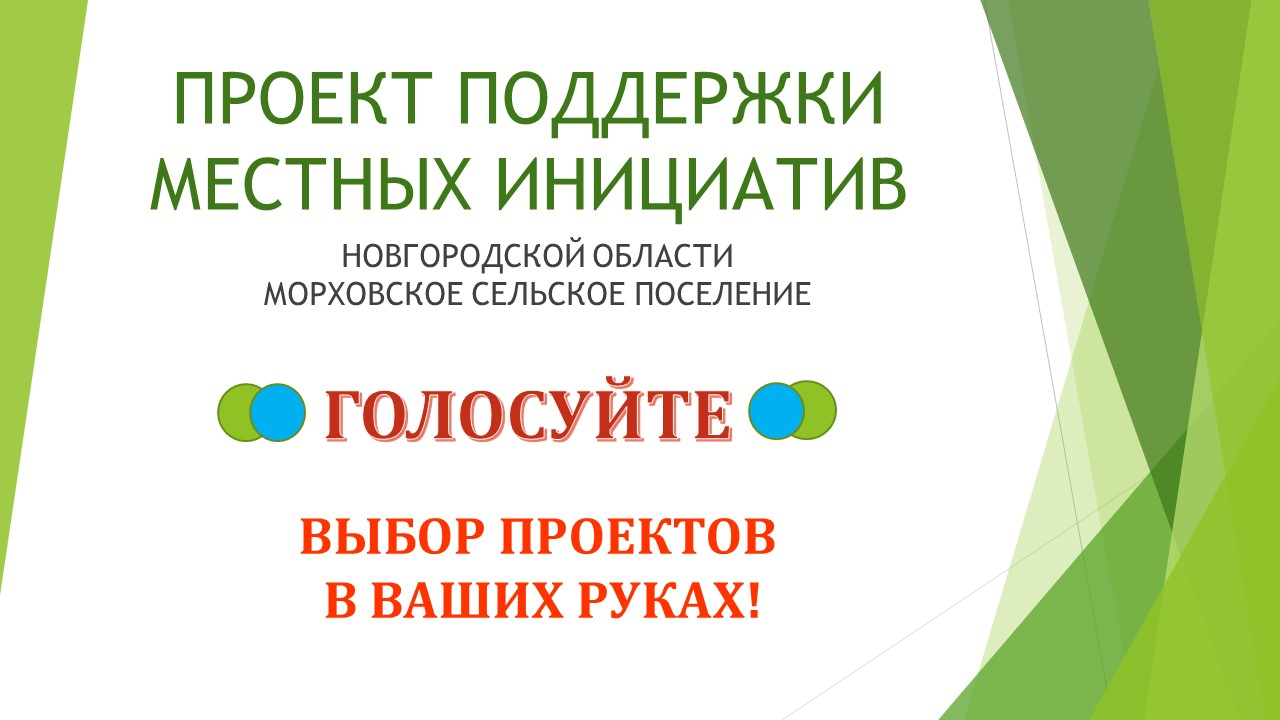 ПРОЕКТ ПОДДЕРЖКИ
МЕСТНЫХ ИНИЦИАТИВ
НОВГОРОДСКОЙ ОБЛАСТИ
МОРХОВСКОЕ СЕЛЬСКОЕ ПОСЕЛЕНИЕ
ГОЛОСУЙТЕ
ВЫБОР ПРОЕКТОВ
В ВАШИХ РУКАХ!